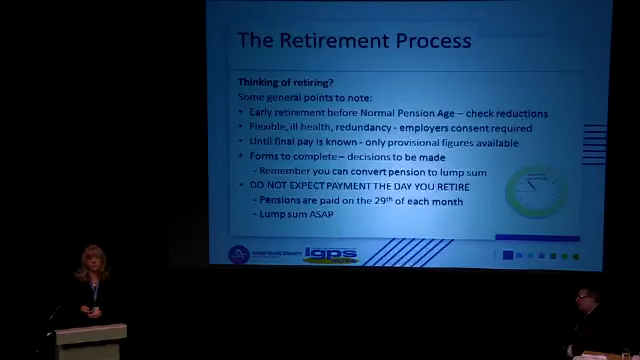 The Retirement Process
Thinking of retiring?
Some general points to note:
• Early retirement before Normal Pension Age – check reductions
• Flexible, ill health, redundancy - employers consent required
• Until final pay is known - only provisional figures available
• Forms to complete – decisions to be made
– Remember you can convert pension to lump sum
• DO NOT EXPECT PAYMENT THE DAY YOU RETIRE
– Pensions are paid on the 29th of each month
– Lump sum ASAP
COUNTY
lgps